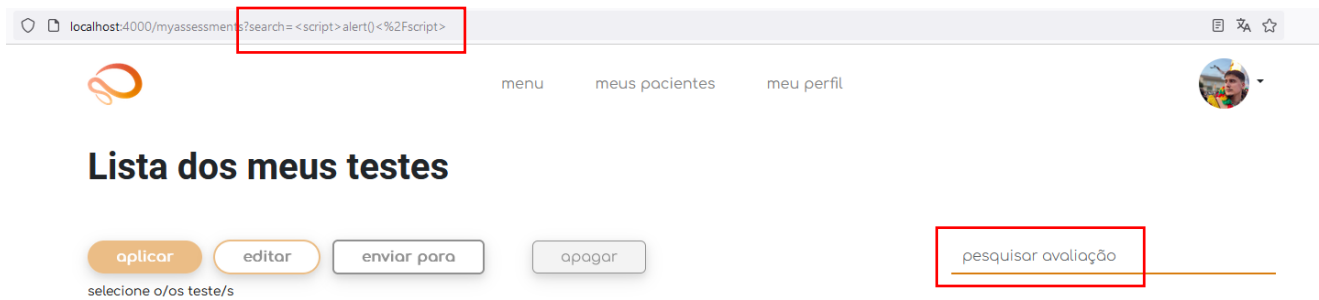 localhost:4000/myassessments?search=<script>alert()<%2Fscript>
menu meus pacientes meu perfil
Lista dos meus testes
aplicar editar enviar para apagar pesquisar avaliação
selecione o/os teste/s